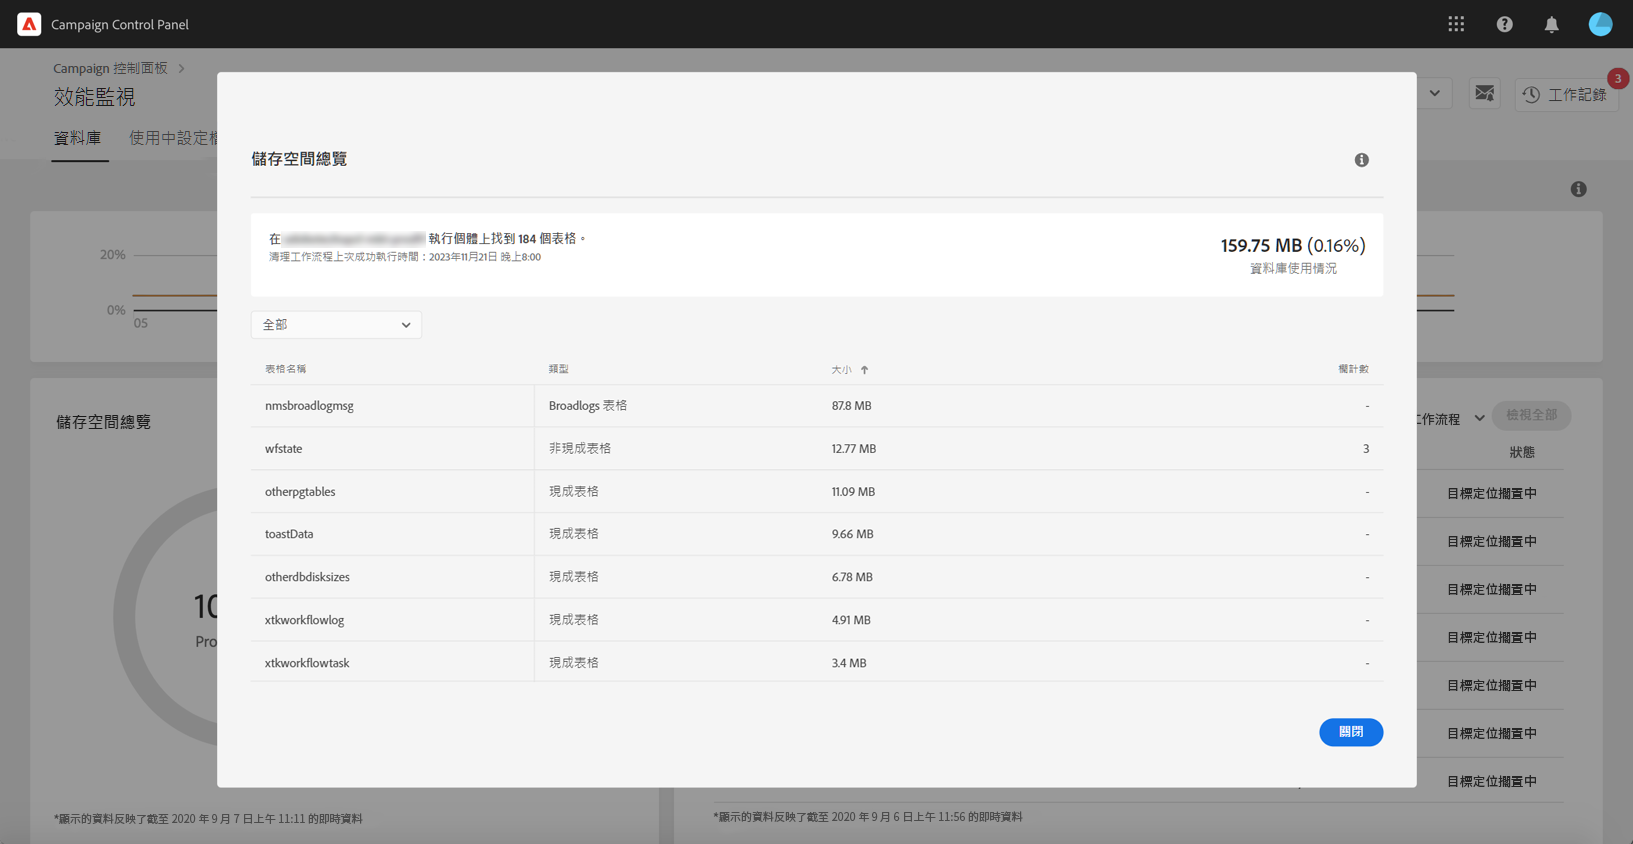 Campaign Control Panel
Campaign 控制面板
效能監視
資料庫
使用中設定檔
3
工作記錄
20%
0%
05
儲存空間總覽
10
Pro
*顯示的資料反映了截至 2020 年 9 月 7 日上午 11:11 的即時資料
儲存空間總覽
在
執行個體上找到 184 個表格。
清理工作流程上次成功執行時間：2023年11月21日 晚上8:00
159.75 MB (0.16%)
資料庫使用情況
全部
表格名稱 類型 大小 欄計數
nmsbroadlogmsg Broadlogs 表格 87.8 MB -
wfstate 非現成表格 12.77 MB 3
otherpgtables 現成表格 11.09 MB -
toastData 現成表格 9.66 MB -
otherdbdisksizes 現成表格 6.78 MB -
xtkworkflowlog 現成表格 4.91 MB -
xtkworkflowtask 現成表格 3.4 MB -
關閉
工作流程
檢視全部
狀態
目標定位擱置中
目標定位擱置中
目標定位擱置中
目標定位擱置中
目標定位擱置中
目標定位擱置中
目標定位擱置中
*顯示的資料反映了截至 2020 年 9 月 6 日上午 11:56 的即時資料